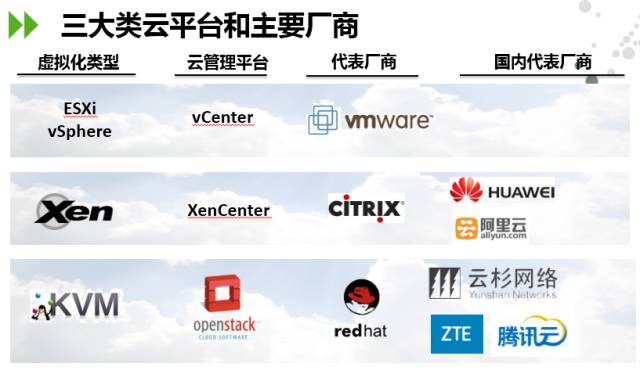 三大类云平台和主要厂商
虚拟化类型 云管理平台 代表厂商 国内代表厂商
ESXi
vSphere
vCenter
vmware
Xen
XenCenter
CİTRIX
HUAWEI
阿里云
aliyun.com
KVM
openstack
CLOUD SOFTWARE
redhat
云杉网络
Yunshan Networks
ZTE
腾讯云